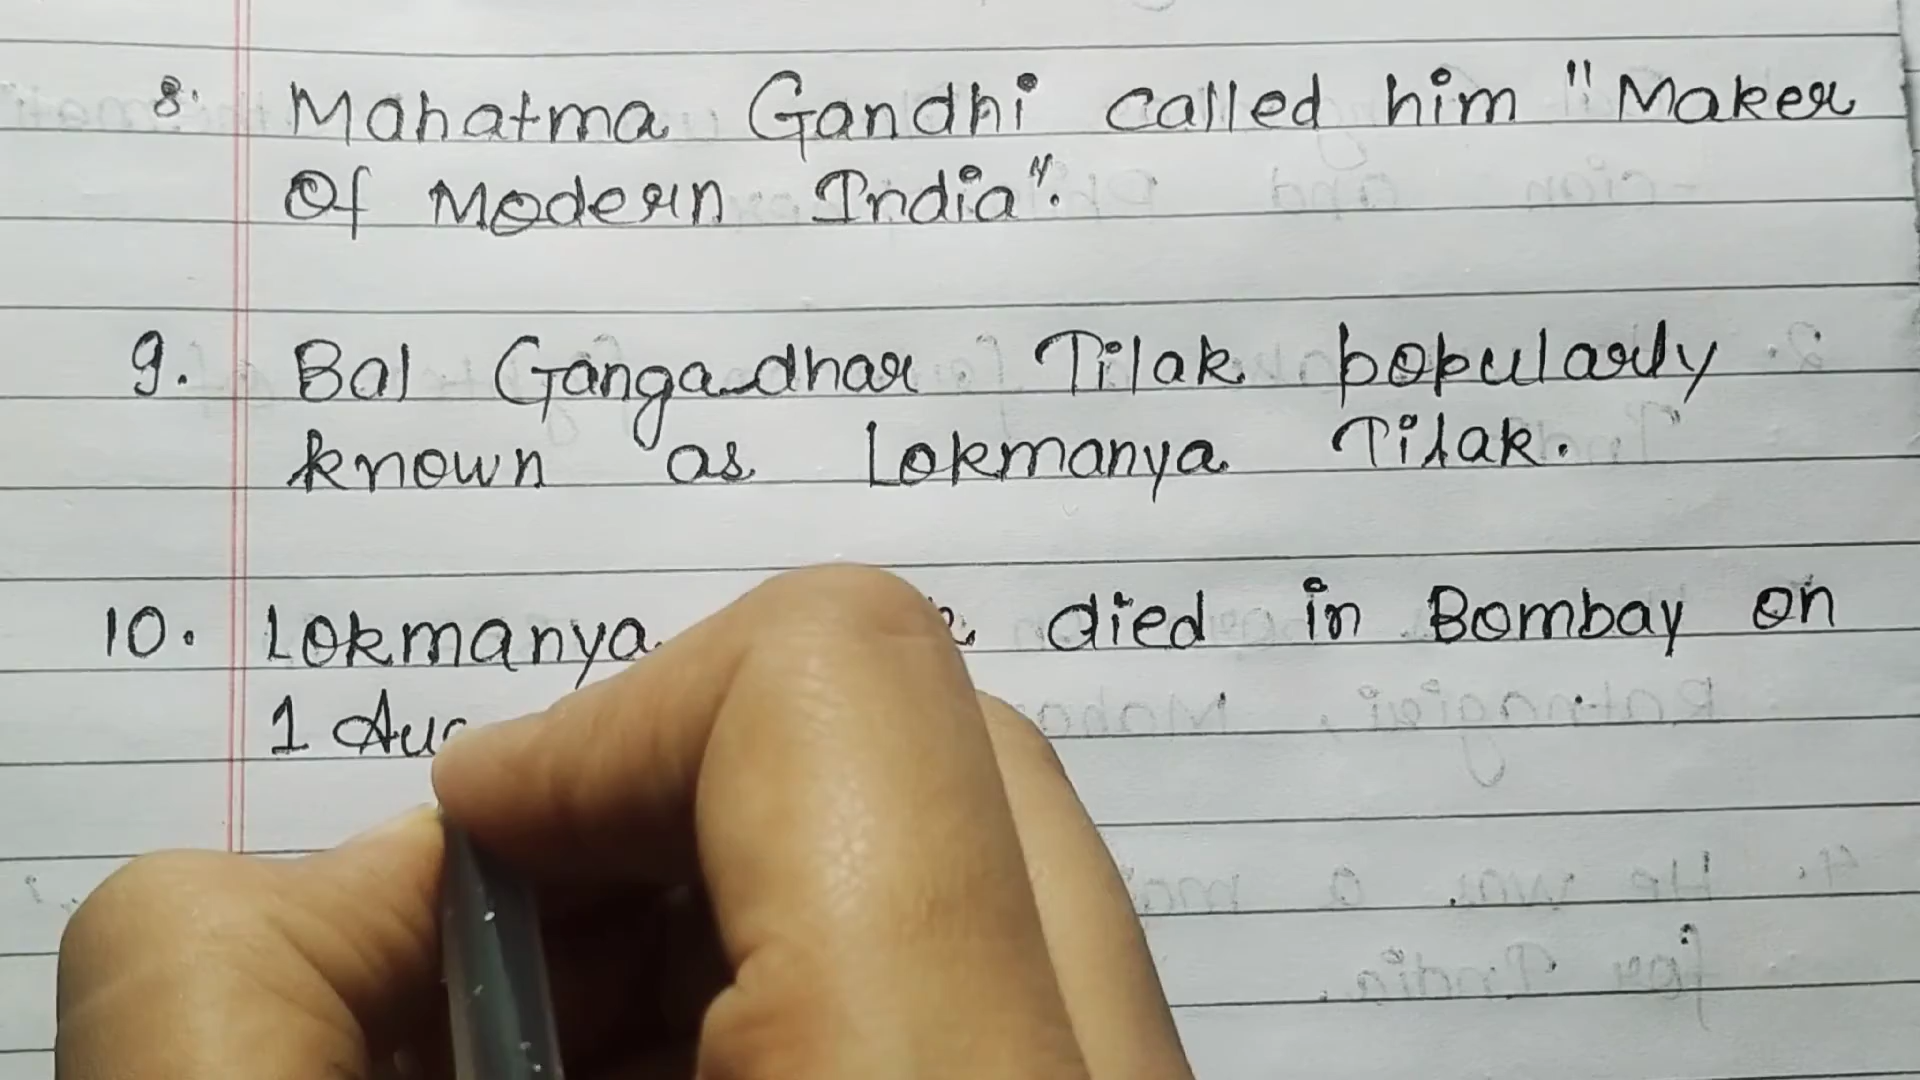 8. Mahatma Gandhi called him "Maker
Of Modern India".
9. Bal Gangadhar Tilak popularly
known as Lokmanya Tilak.
10. Lokmanya died in Bombay on
1 Aug